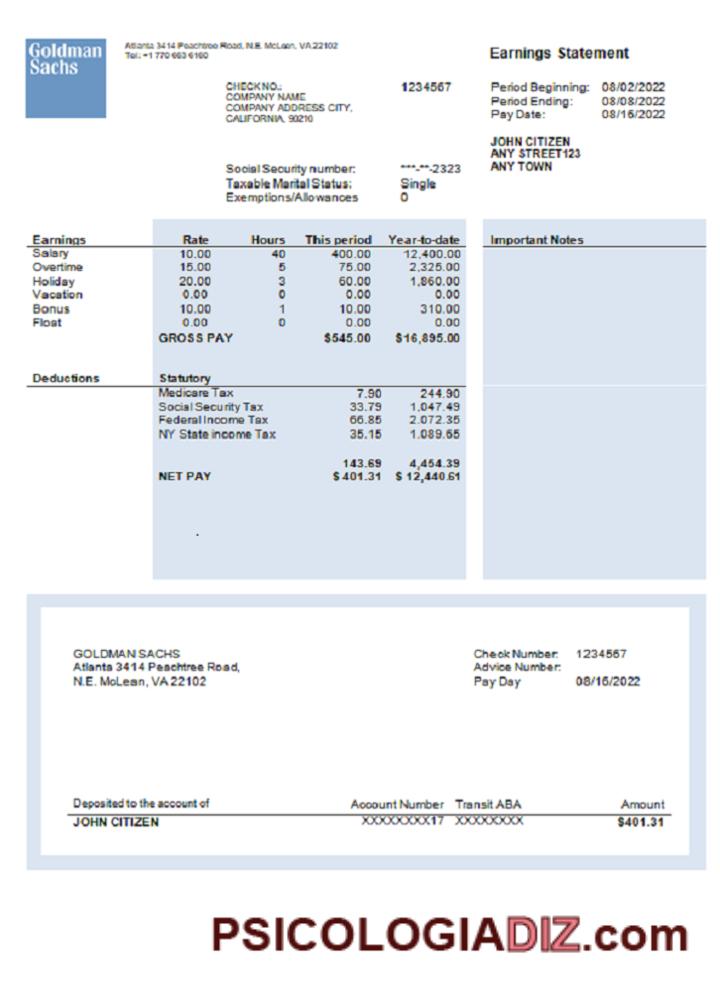 Goldman
Sachs
Atlanta 3414 Peachtree Road, N.E. McLean, VA 22102
Tel.: +1 770 663 6160
Earnings Statement
CHECK NO.: 1234567
COMPANY NAME
COMPANY ADDRESS CITY,
CALIFORNIA, 90210
Period Beginning: 08/02/2022
Period Ending: 08/08/2022
Pay Date: 08/16/2022
JOHN CITIZEN
ANY STREET123
ANY TOWN
Social Security number: ***-**-2323
Taxable Marital Status: Single
Exemptions/Allowances 0
Earnings Rate Hours This period Year-to-date
Salary 10.00 40 400.00 12,400.00
Overtime 15.00 5 75.00 2,325.00
Holiday 20.00 3 60.00 1,860.00
Vacation 0.00 0 0.00 0.00
Bonus 10.00 1 10.00 310.00
Float 0.00 0 0.00 0.00
GROSS PAY $545.00 $16,895.00
Important Notes
Deductions Statutory
Medicare Tax 7.90 244.90
Social Security Tax 33.79 1,047.49
Federal Income Tax 66.85 2,072.35
NY State income Tax 35.15 1,089.65
143.69 4,454.39
NET PAY $ 401.31 $ 12,440.61
GOLDMAN SACHS
Atlanta 3414 Peachtree Road,
N.E. McLean, VA 22102
Check Number: 1234567
Advice Number:
Pay Day 08/16/2022
Deposited to the account of Account Number Transit ABA Amount
JOHN CITIZEN XXXXXXXX17 XXXXXXXX $401.31
PSICOLOGIADIZ.com